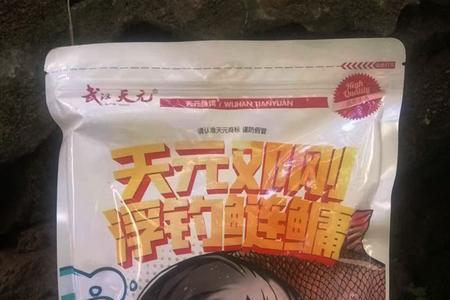 武汉天元®
天元渔饵 / WUHAN TIANYUAN
High
Quality
请认准天元商标 谨防假冒
天元邓刚
浮钓鲢鳙